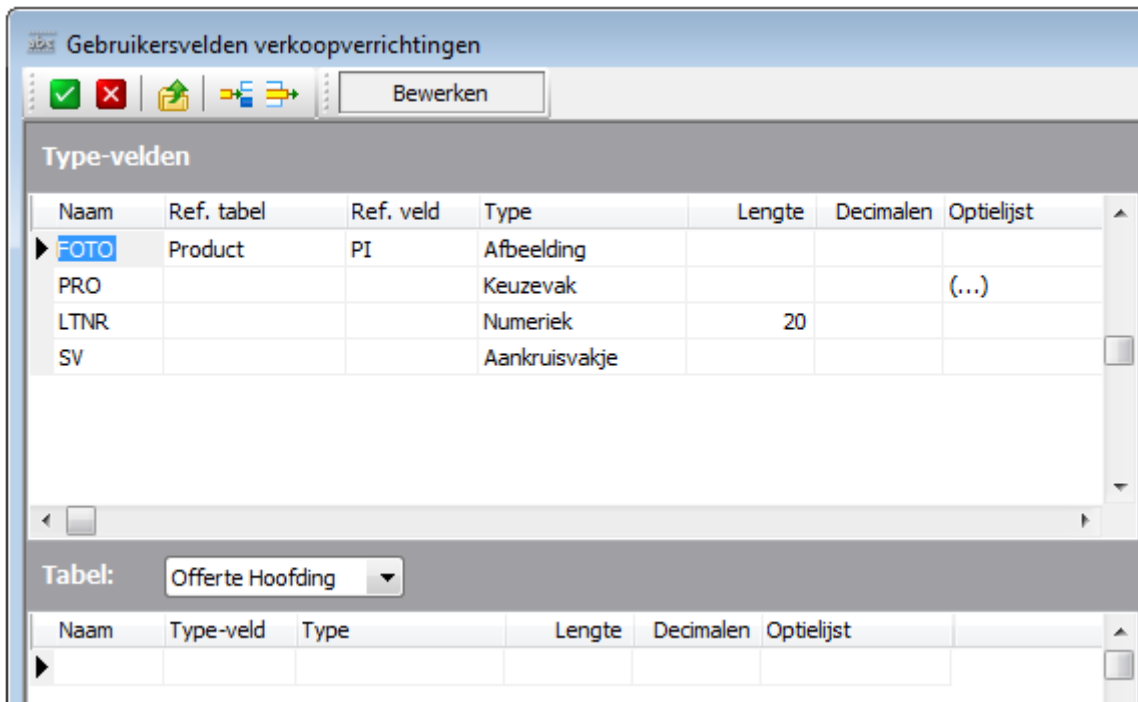 Gebruikersvelden verkoopverrichtingen
Bewerken
Type-velden
Naam Ref. tabel Ref. veld Type Lengte Decimalen Optielijst
FOTO Product PI Afbeelding
PRO Keuzevak (...)
LTNR Numeriek 20
SV Aankruisvakje
Tabel: Offerte Hoofding
Naam Type-veld Type Lengte Decimalen Optielijst